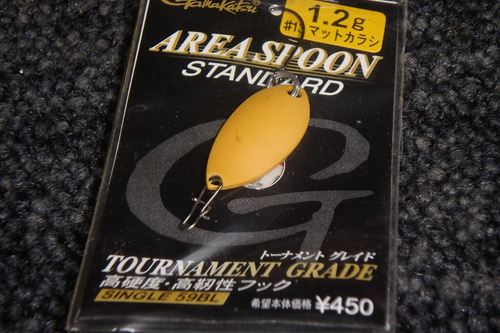 Gamakatsu
1.2g
#13 マットカラシ
AREA SPOON
STANDARD
G
トーナメント グレイド
TOURNAMENT GRADE
高硬度・高靭性フック
SINGLE 59BL
希望本体価格 ¥450